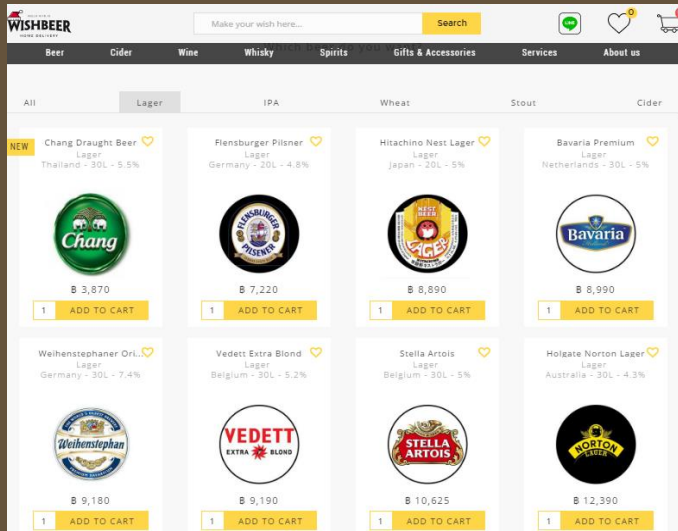 WISHBEER
HOME DELIVERY
Make your wish here...
Search
LINE
0
Beer Cider Wine Whisky Spirits Gifts & Accessories Services About us
Which beer do you want?
All Lager IPA Wheat Stout Cider
NEW
Chang Draught Beer
Lager
Thailand - 30L - 5.5%
Chang
฿ 3,870
1 ADD TO CART
Flensburger Pilsner
Lager
Germany - 20L - 4.8%
FLENSBURGER
PILSENER
฿ 7,220
1 ADD TO CART
Hitachino Nest Lager
Lager
Japan - 20L - 5%
NEST
BEER
LAGER
฿ 8,890
1 ADD TO CART
Bavaria Premium
Lager
Netherlands - 30L - 5%
Bavaria
฿ 8,990
1 ADD TO CART
Weihenstephaner Ori...
Lager
Germany - 30L - 7.4%
Weihenstephan
฿ 9,180
1 ADD TO CART
Vedett Extra Blond
Lager
Belgium - 30L - 5.2%
VEDETT
EXTRA BLOND
฿ 9,190
1 ADD TO CART
Stella Artois
Lager
Belgium - 30L - 5%
STELLA
ARTOIS
฿ 10,625
1 ADD TO CART
Holgate Norton Lager
Lager
Australia - 30L - 4.3%
NORTON
LAGER
฿ 12,390
1 ADD TO CART